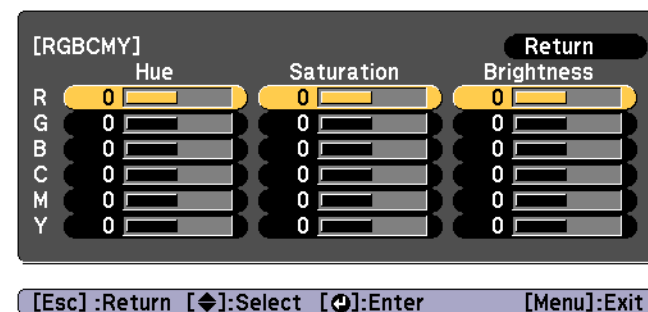 [RGBCMY] Return
Hue Saturation Brightness
R 0 0 0
G 0 0 0
B 0 0 0
C 0 0 0
M 0 0 0
Y 0 0 0
[Esc] :Return [◆]:Select [↵]:Enter [Menu]:Exit